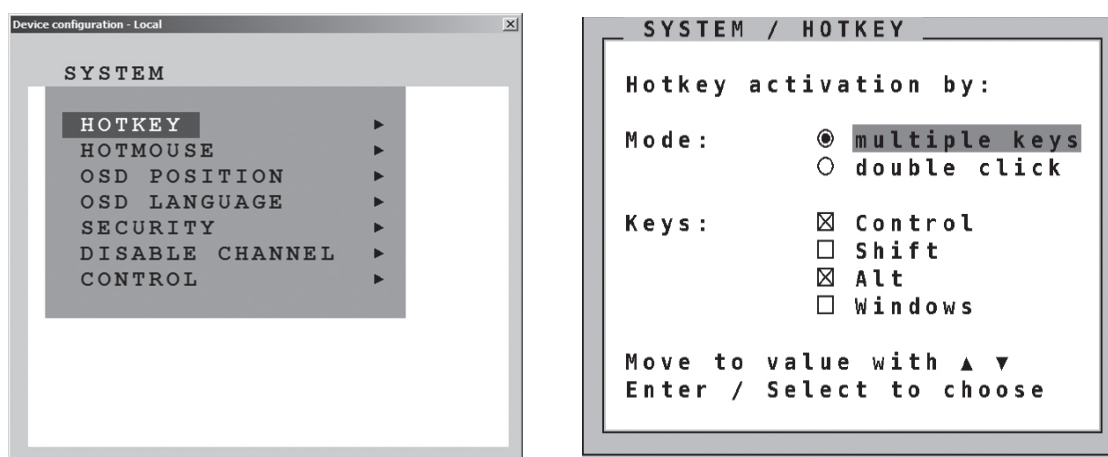 Device configuration - Local
SYSTEM
HOTKEY
HOTMOUSE
OSD POSITION
OSD LANGUAGE
SECURITY
DISABLE CHANNEL
CONTROL
SYSTEM / HOTKEY
Hotkey activation by:
Mode: multiple keys
double click
Keys: Control
Shift
Alt
Windows
Move to value with ▲ ▼
Enter / Select to choose